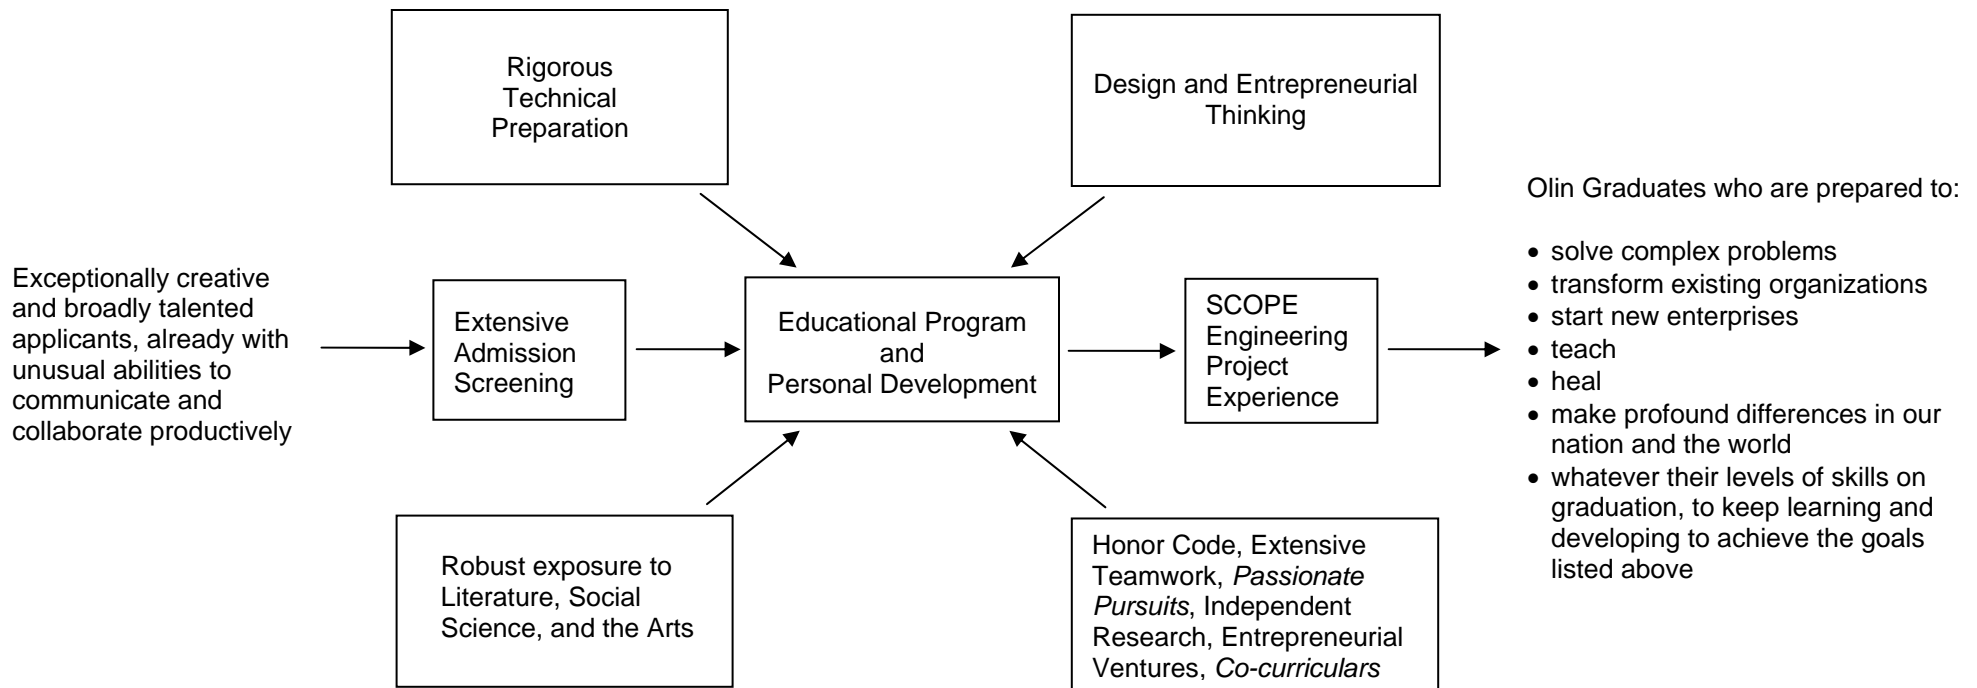 Rigorous
Technical
Preparation
Design and Entrepreneurial
Thinking
Exceptionally creative
and broadly talented
applicants, already with
unusual abilities to
communicate and
collaborate productively
Extensive
Admission
Screening
Educational Program
and
Personal Development
SCOPE
Engineering
Project
Experience
Olin Graduates who are prepared to:
• solve complex problems
• transform existing organizations
• start new enterprises
• teach
• heal
• make profound differences in our
nation and the world
• whatever their levels of skills on
graduation, to keep learning and
developing to achieve the goals
listed above
Robust exposure to
Literature, Social
Science, and the Arts
Honor Code, Extensive
Teamwork, Passionate
Pursuits, Independent
Research, Entrepreneurial
Ventures, Co-curriculars